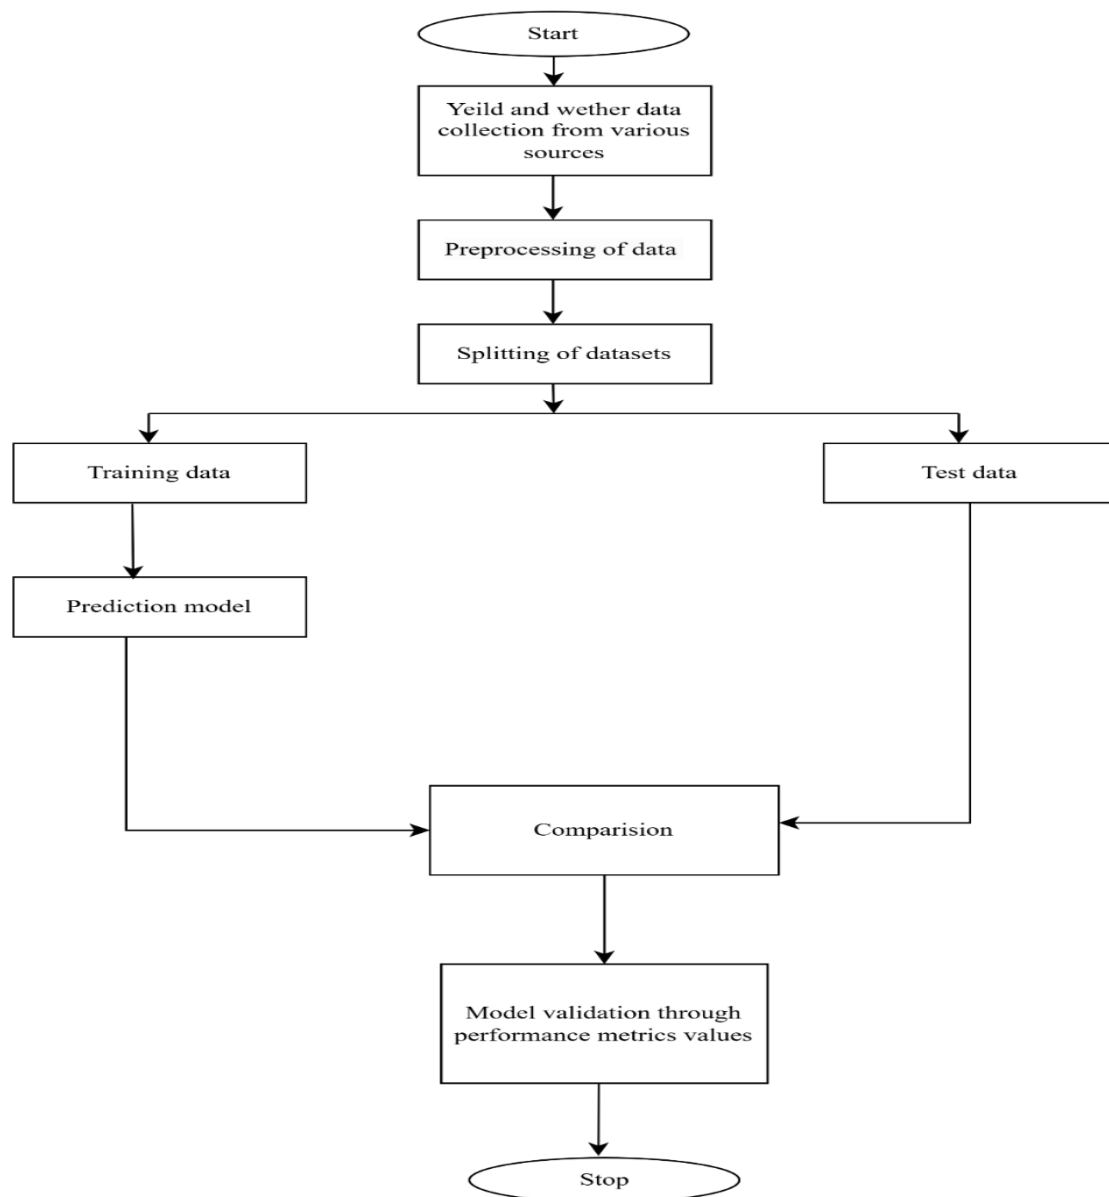 Start
Yeild and wether data
collection from various
sources
Preprocessing of data
Splitting of datasets
Training data
Test data
Prediction model
Comparision
Model validation through
performance metrics values
Stop